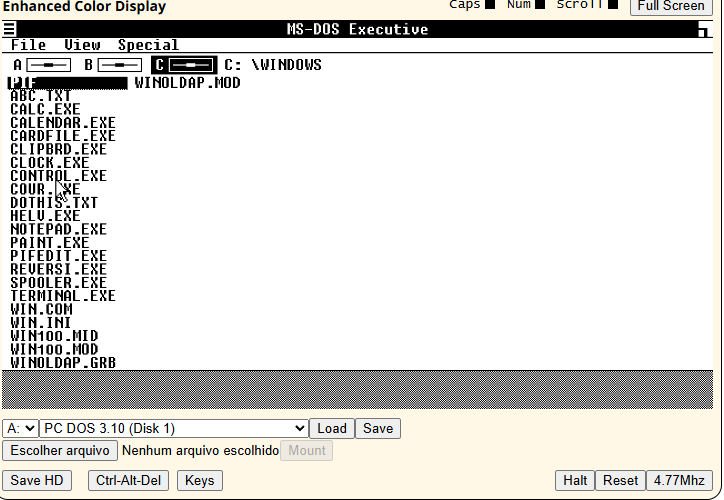 Enhanced Color Display
Caps Num Scroll Full Screen
MS-DOS Executive
File View Special
A B C C: \WINDOWS
PIF WINOLDAP.MOD
ABC.TXT
CALC.EXE
CALENDAR.EXE
CARDFILE.EXE
CLIPBRD.EXE
CLOCK.EXE
CONTROL.EXE
COUR.EXE
DOTHIS.TXT
HELV.EXE
NOTEPAD.EXE
PAINT.EXE
PIFEDIT.EXE
REVERSI.EXE
SPOOLER.EXE
TERMINAL.EXE
WIN.COM
WIN.INI
WIN100.MID
WIN100.MOD
WINOLDAP.GRB
A: PC DOS 3.10 (Disk 1) Load Save
Escolher arquivo Nenhum arquivo escolhido Mount
Save HD Ctrl-Alt-Del Keys Halt Reset 4.77Mhz